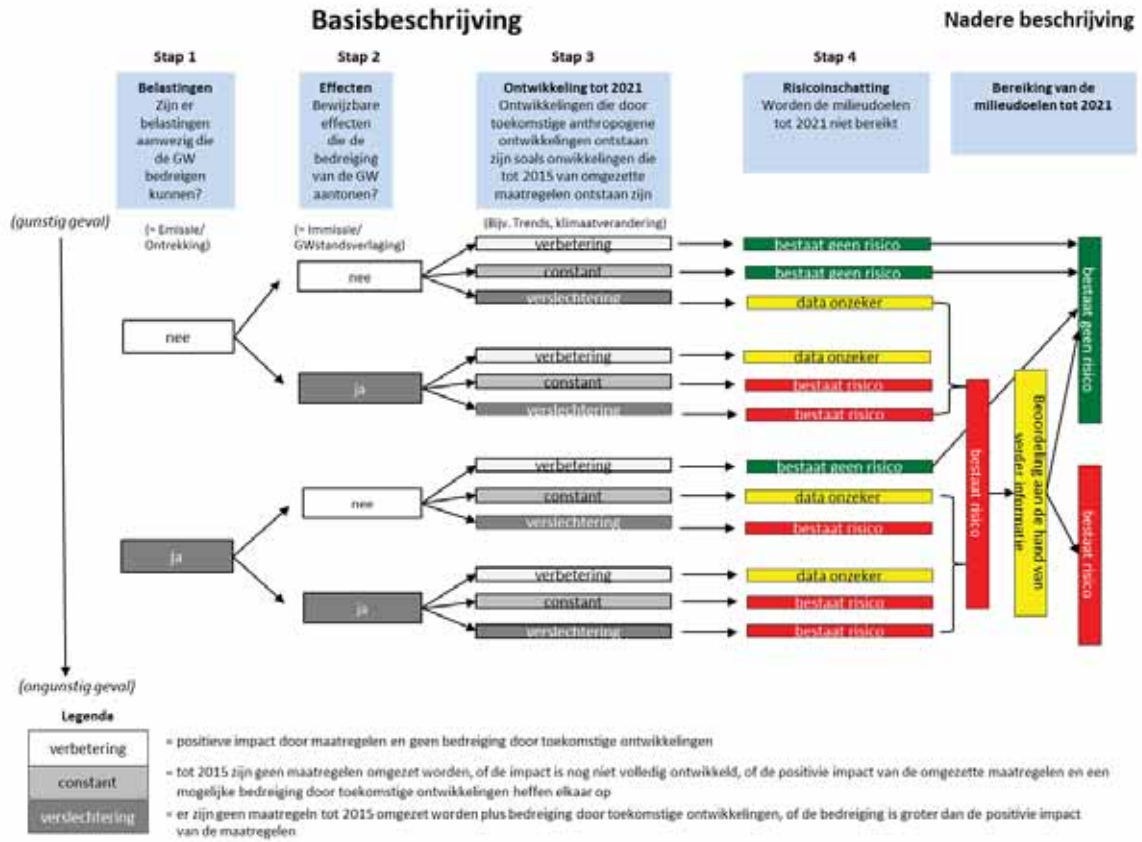 Basisbeschrijving
Nadere beschrijving
Stap 1
Stap 2
Stap 3
Stap 4
Belastingen
Zijn er
belastingen
aanwezig die
de GW
bedreigen
kunnen?
Effecten
Bewijzbare
effecten
die de
bedreiging
van de GW
aantonen?
Ontwikkeling tot 2021
Ontwikkelingen die door
toekomstige anthropogene
ontwikkelingen ontstaan
zijn soals onwikkelingen die
tot 2015 van omgezette
maatregelen ontstaan zijn
Risicoinschatting
Worden de milieudoelen
tot 2021 niet bereikt
Bereiking van de
milieudoelen tot 2021
(gunstig geval)
(= Emissie/
Ontrekking)
(= Immissie/
GWstandsverlaging)
(Bijv. Trends, klimaatverandering)
nee
ja
nee
ja
nee
ja
verbetering
constant
verslechtering
verbetering
constant
verslechtering
verbetering
constant
verslechtering
verbetering
constant
verslechtering
bestaat geen risico
bestaat geen risico
data onzeker
data onzeker
bestaat risico
bestaat risico
bestaat geen risico
data onzeker
bestaat risico
data onzeker
bestaat risico
bestaat risico
bestaat risico
Beoordeling aan de hand van
verder informatie
bestaat geen risico
bestaat risico
(ongunstig geval)
Legenda
verbetering
= positieve impact door maatregelen en geen bedreiging door toekomstige ontwikkelingen
constant
= tot 2015 zijn geen maatregelen omgezet worden, of de impact is nog niet volledig ontwikkeld, of de positivie impact van de omgezette maatregelen en een
mogelijke bedreiging door toekomstige ontwikkelingen heffen elkaar op
verslechtering
= er zijn geen maatregeln tot 2015 omgezet worden plus bedreiging door toekomstige ontwikkelingen, of de bedreiging is groter dan de positivie impact
van de maatregelen